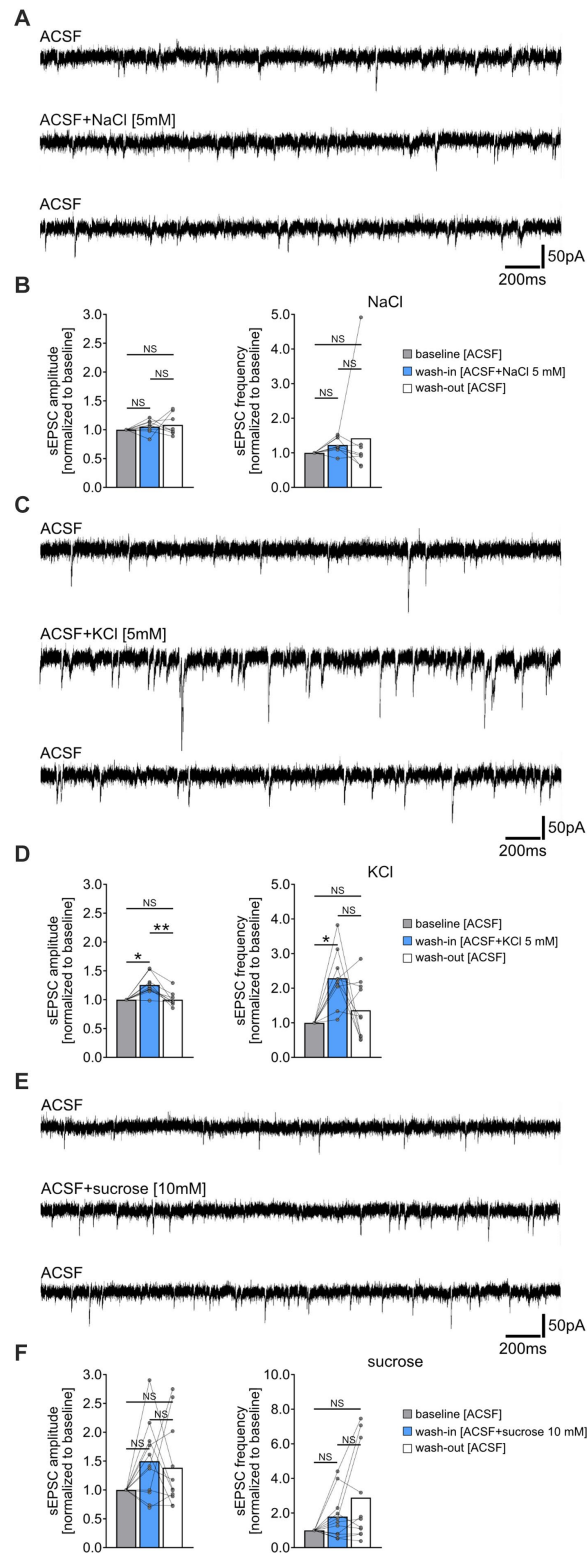 A
ACSF
ACSF+NaCl [5mM]
ACSF
50pA
200ms
B
NaCl
sEPSC amplitude
[normalized to baseline]
3.0
2.5
2.0
1.5
1.0
0.5
0.0
NS
NS
NS
sEPSC frequency
[normalized to baseline]
5.0
4.0
3.0
2.0
1.0
0.0
NS
NS
NS
baseline [ACSF]
wash-in [ACSF+NaCl 5 mM]
wash-out [ACSF]
C
ACSF
ACSF+KCl [5mM]
ACSF
50pA
200ms
D
KCl
sEPSC amplitude
[normalized to baseline]
3.0
2.5
2.0
1.5
1.0
0.5
0.0
NS
**
*
sEPSC frequency
[normalized to baseline]
5.0
4.0
3.0
2.0
1.0
0.0
NS
NS
*
baseline [ACSF]
wash-in [ACSF+KCl 5 mM]
wash-out [ACSF]
E
ACSF
ACSF+sucrose [10mM]
ACSF
50pA
200ms
F
sucrose
sEPSC amplitude
[normalized to baseline]
3.0
2.5
2.0
1.5
1.0
0.5
0.0
NS
NS
NS
sEPSC frequency
[normalized to baseline]
10.0
8.0
6.0
4.0
2.0
0.0
NS
NS
NS
baseline [ACSF]
wash-in [ACSF+sucrose 10 mM]
wash-out [ACSF]